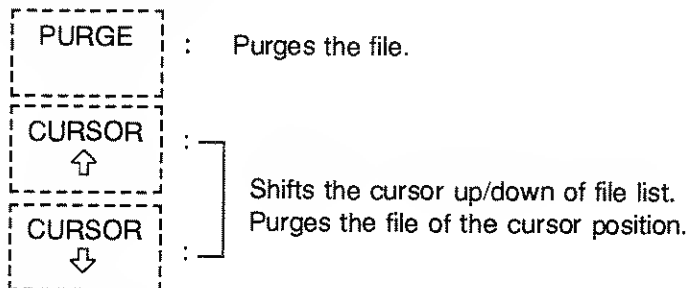 PURGE : Purges the file.
CURSOR :
⇧
Shifts the cursor up/down of file list.
Purges the file of the cursor position.
CURSOR :
⇩